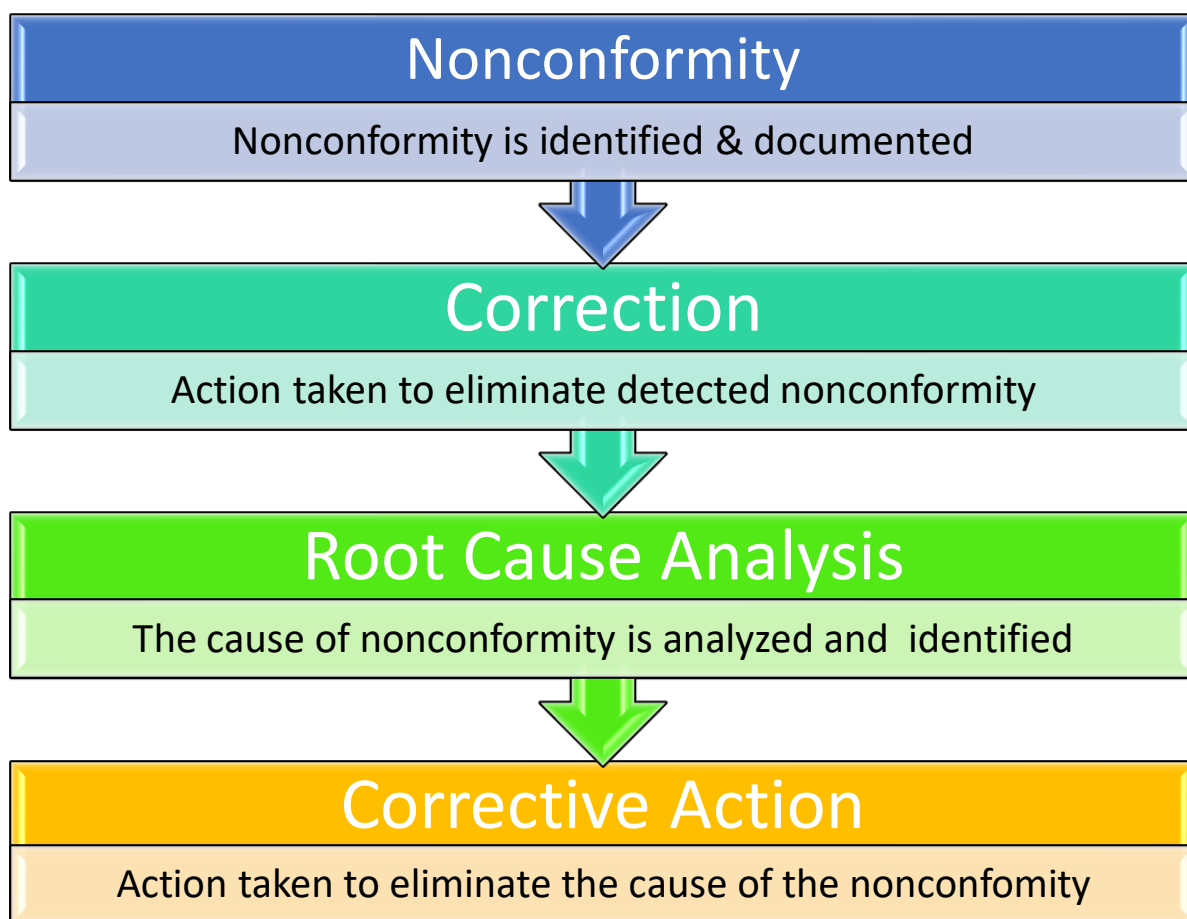 Nonconformity
Nonconformity is identified & documented
Correction
Action taken to eliminate detected nonconformity
Root Cause Analysis
The cause of nonconformity is analyzed and  identified
Corrective Action
Action taken to eliminate the cause of the nonconfomity